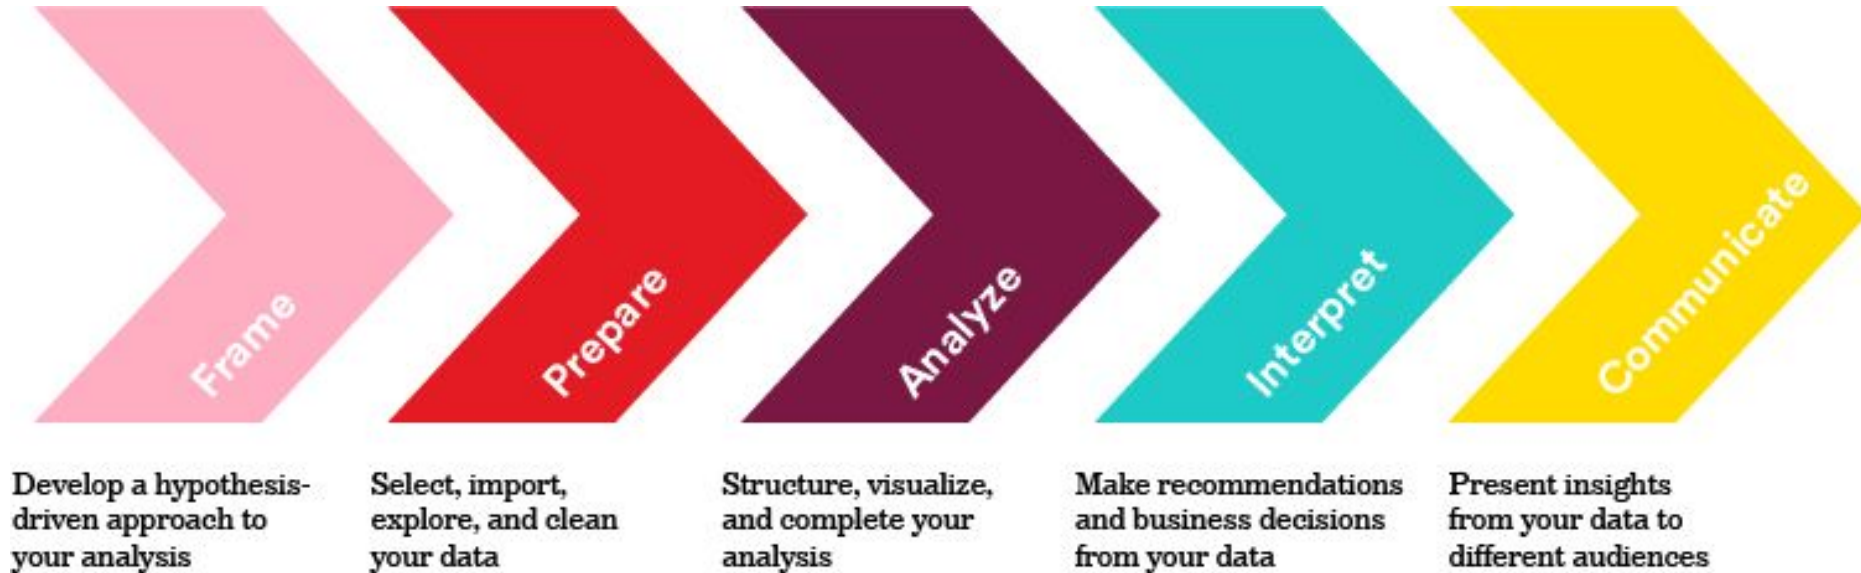 Frame
Prepare
Analyze
Interpret
Communicate
Develop a hypothesis-
driven approach to
your analysis
Select, import,
explore, and clean
your data
Structure, visualize,
and complete your
analysis
Make recommendations
and business decisions
from your data
Present insights
from your data to
different audiences